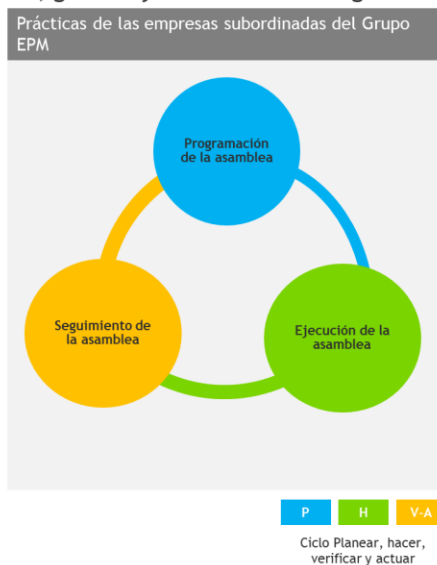 Prácticas de las empresas subordinadas del Grupo
EPM
Programación
de la asamblea
Seguimiento de
la asamblea
Ejecución de la
asamblea
P H V-A
Ciclo Planear, hacer,
verificar y actuar